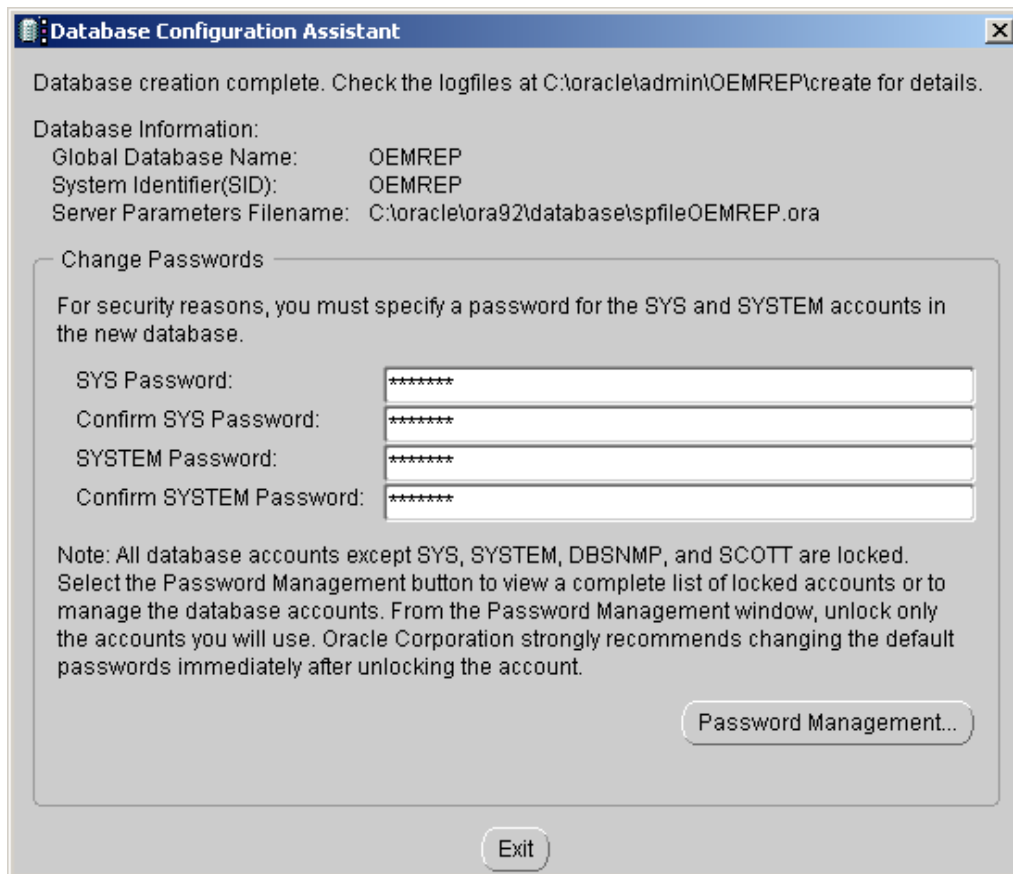 Database Configuration Assistant
Database creation complete. Check the logfiles at C:\oracle\admin\OEMREP\create for details.
Database Information:
Global Database Name: OEMREP
System Identifier(SID): OEMREP
Server Parameters Filename: C:\oracle\ora92\database\spfileOEMREP.ora
Change Passwords
For security reasons, you must specify a password for the SYS and SYSTEM accounts in
the new database.
SYS Password: *******
Confirm SYS Password: *******
SYSTEM Password: *******
Confirm SYSTEM Password: *******
Note: All database accounts except SYS, SYSTEM, DBSNMP, and SCOTT are locked.
Select the Password Management button to view a complete list of locked accounts or to
manage the database accounts. From the Password Management window, unlock only
the accounts you will use. Oracle Corporation strongly recommends changing the default
passwords immediately after unlocking the account.
Password Management...
Exit